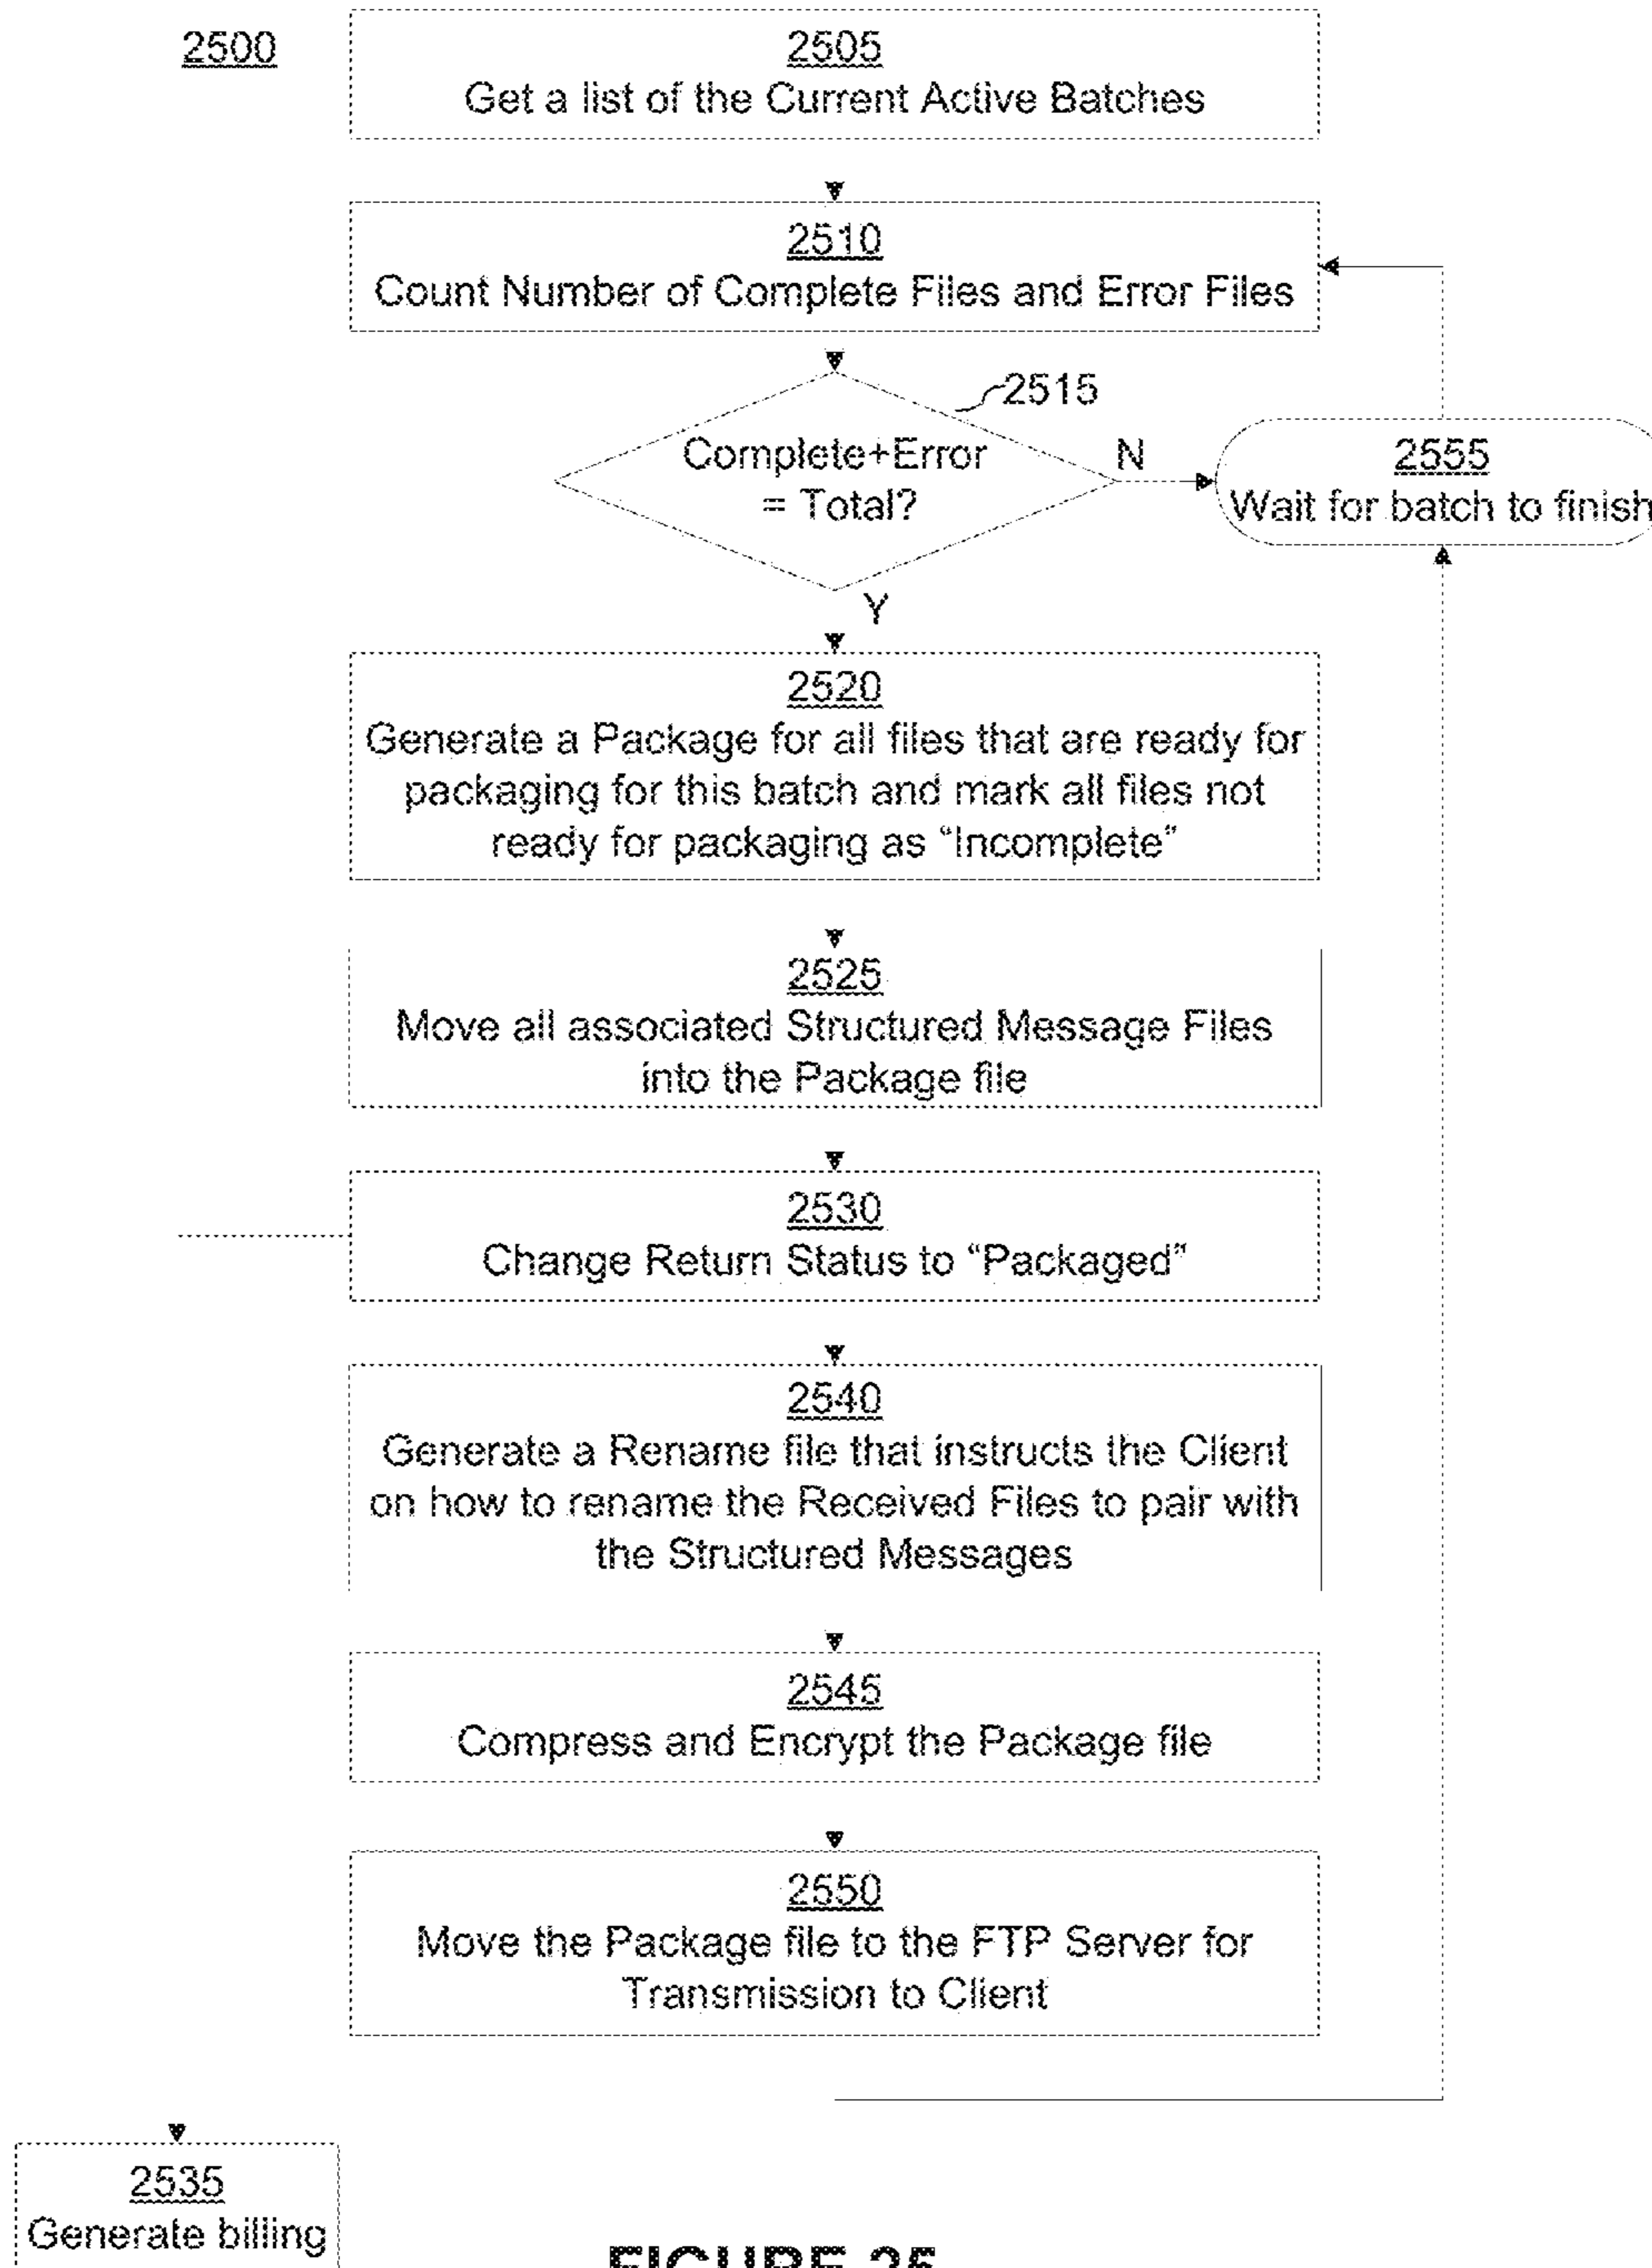 2500
2505
Get a list of the Current Active Batches
2510
Count Number of Complete Files and Error Files
2515
Complete+Error
= Total?
N
2555
Wait for batch to finish
Y
2520
Generate a Package for all files that are ready for
packaging for this batch and mark all files not
ready for packaging as “Incomplete”
2525
Move all associated Structured Message Files
into the Package file
2530
Change Return Status to “Packaged”
2540
Generate a Rename file that instructs the Client
on how to rename the Received Files to pair with
the Structured Messages
2545
Compress and Encrypt the Package file
2550
Move the Package file to the FTP Server for
Transmission to Client
2535
Generate billing
FIGURE 25